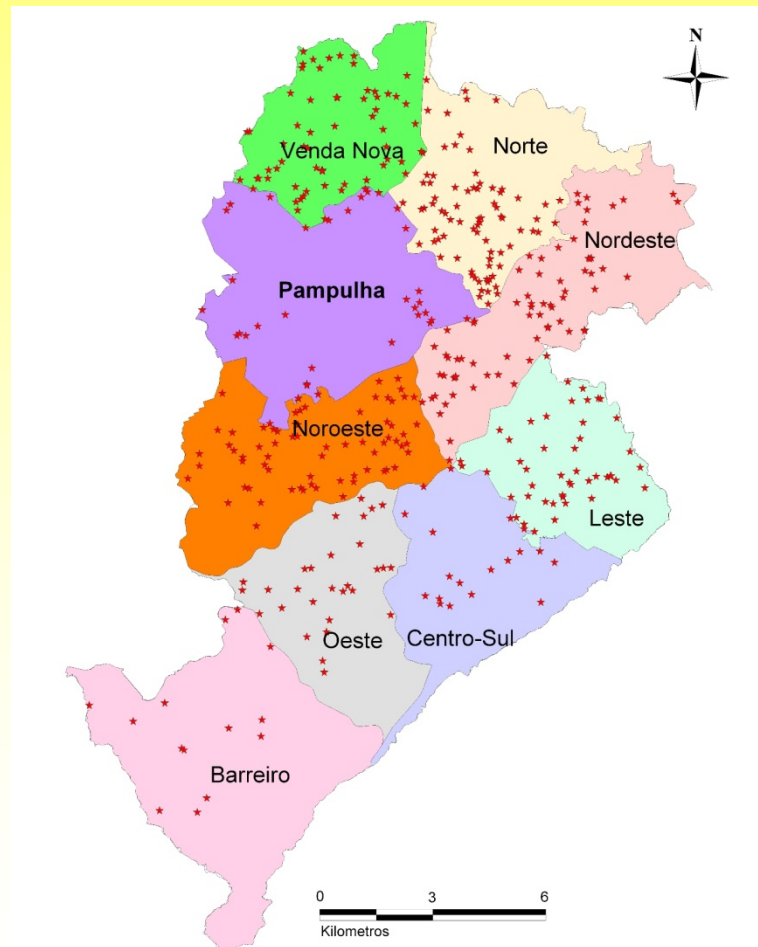 N
Venda Nova
Norte
Nordeste
Pampulha
Noroeste
Leste
Oeste
Centro-Sul
Barreiro
0 3 6
Kilometros